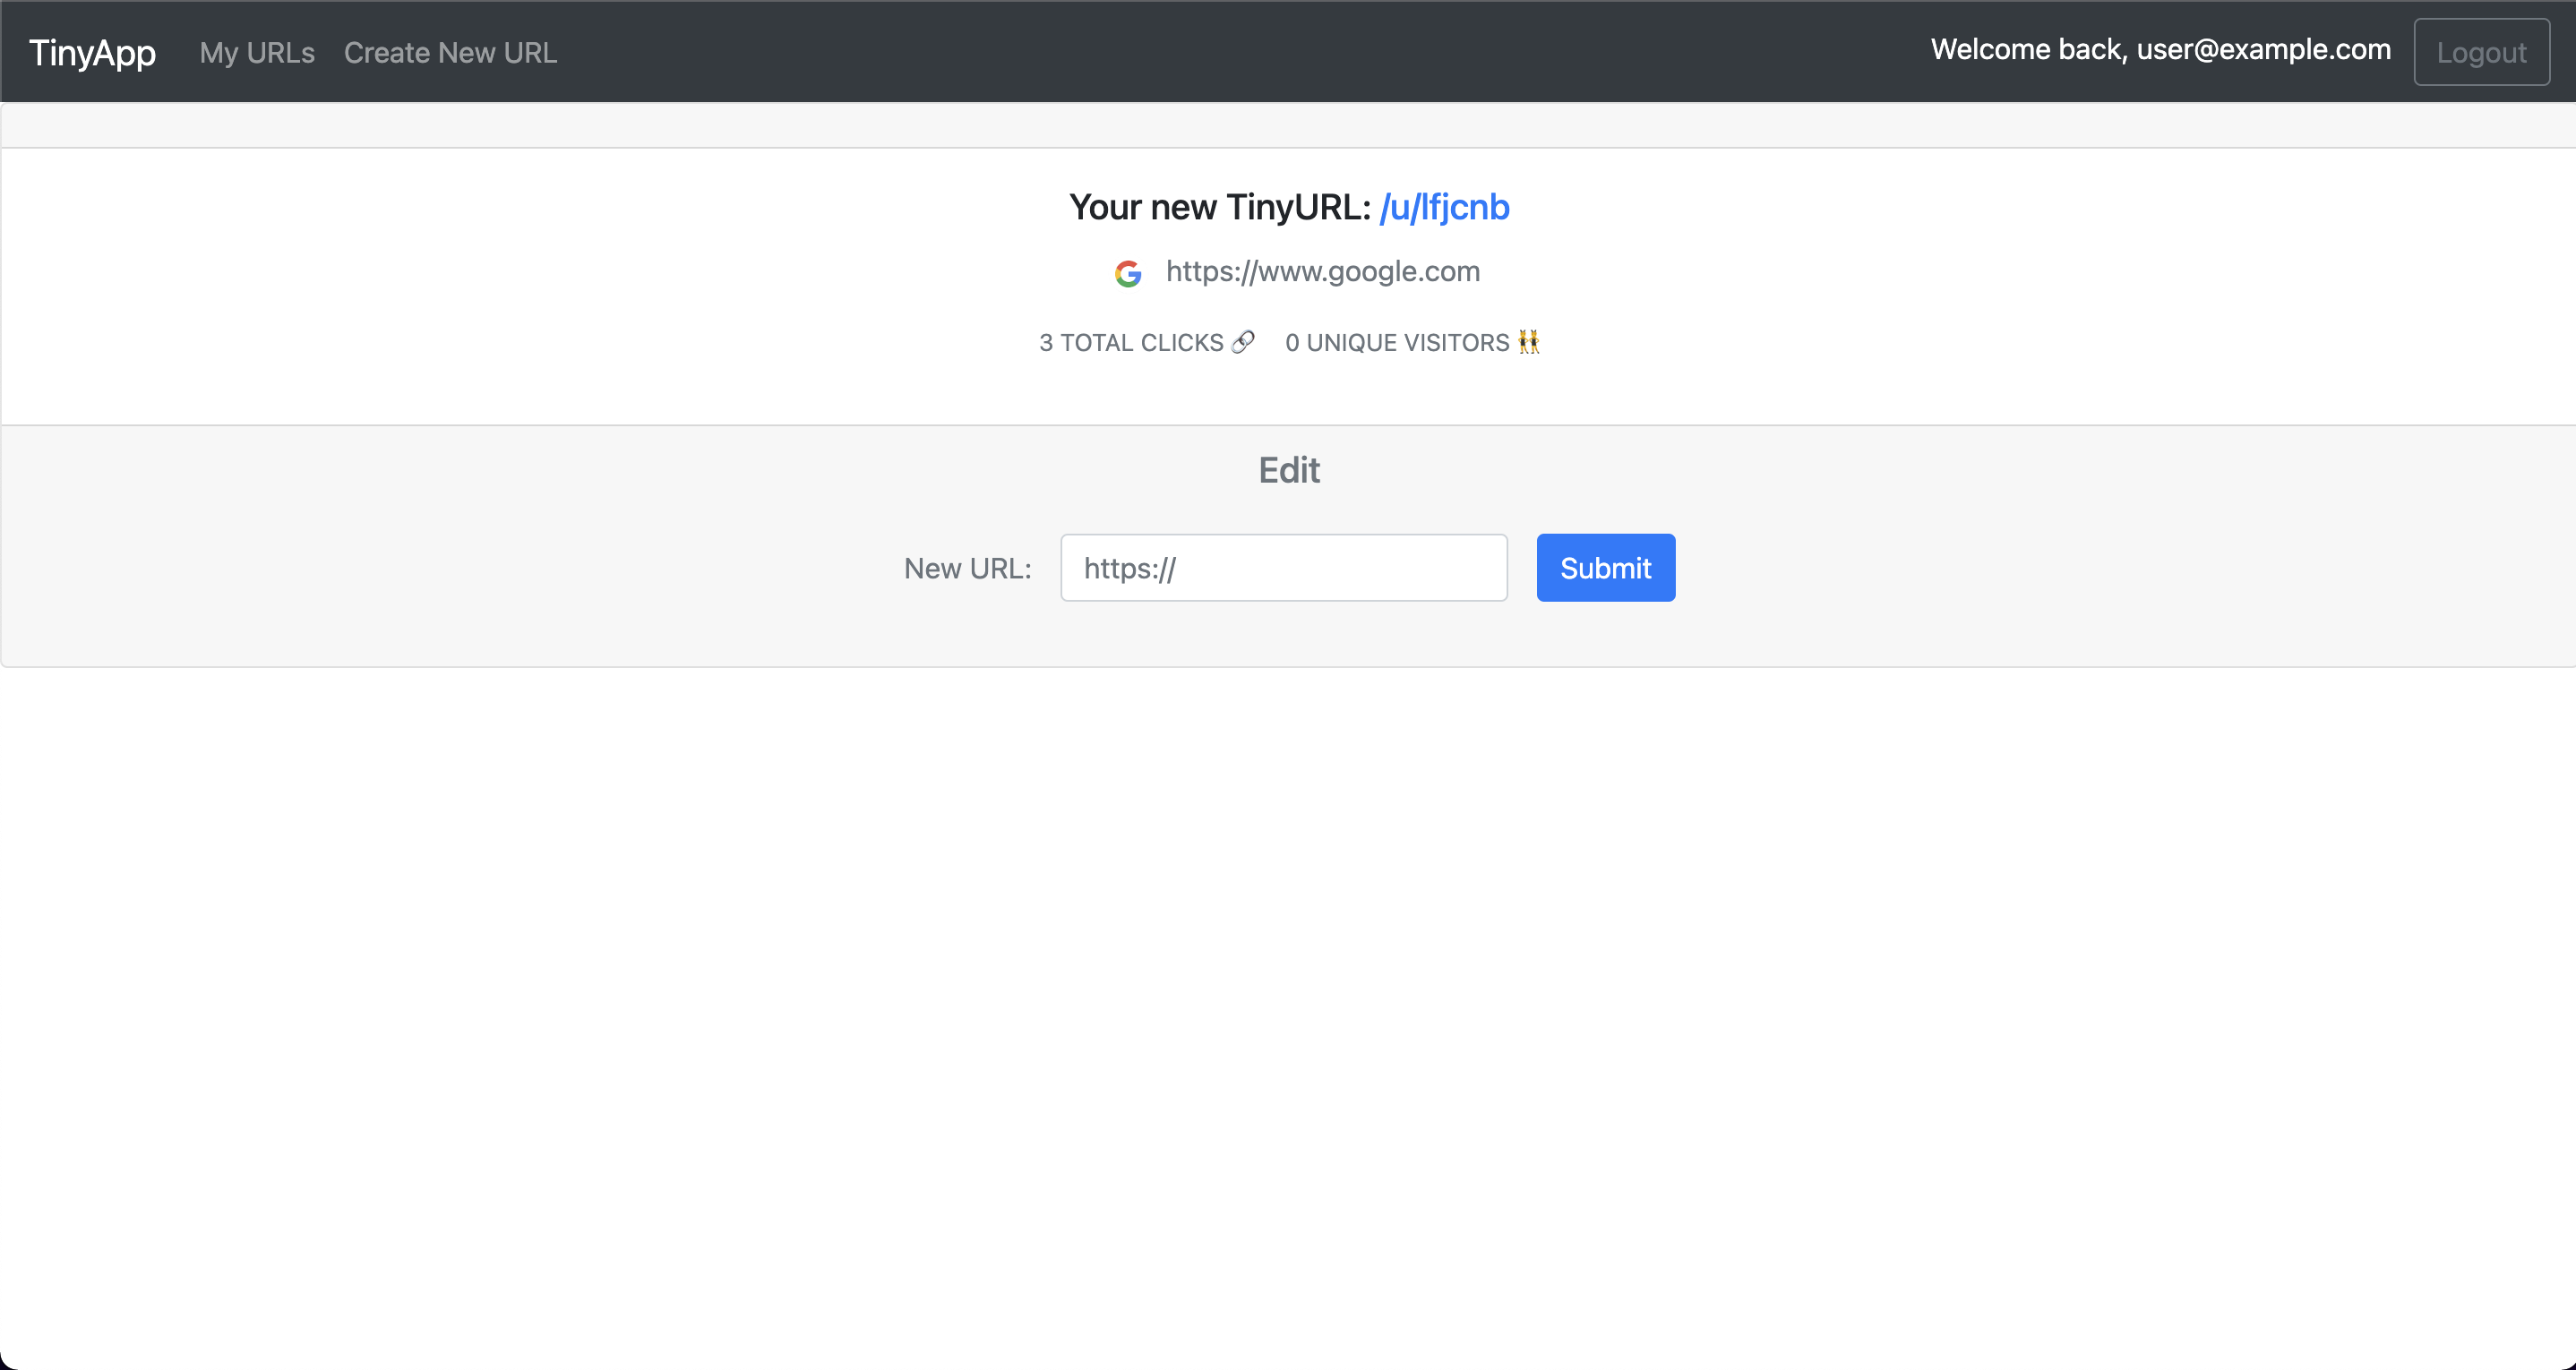 TinyApp My URLs Create New URL Welcome back, user@example.com Logout
Your new TinyURL: /u/lfjcnb
https://www.google.com
3 TOTAL CLICKS 🔗 0 UNIQUE VISITORS 👯
Edit
New URL: https:// Submit